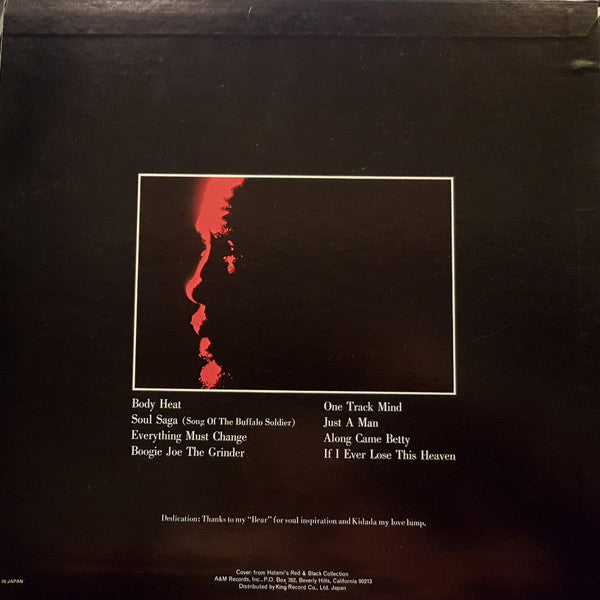 Body Heat
Soul Saga (Song Of The Buffalo Soldier)
Everything Must Change
Boogie Joe The Grinder
One Track Mind
Just A Man
Along Came Betty
If I Ever Lose This Heaven
Dedication: Thanks to my "Bear" for soul inspiration and Kidada my love lump.
Cover: from Hatami's Red & Black Collection
A&M Records, Inc., P.O. Box 782, Beverly Hills, California 90213
Distributed by King Record Co., Ltd. Japan
IN JAPAN